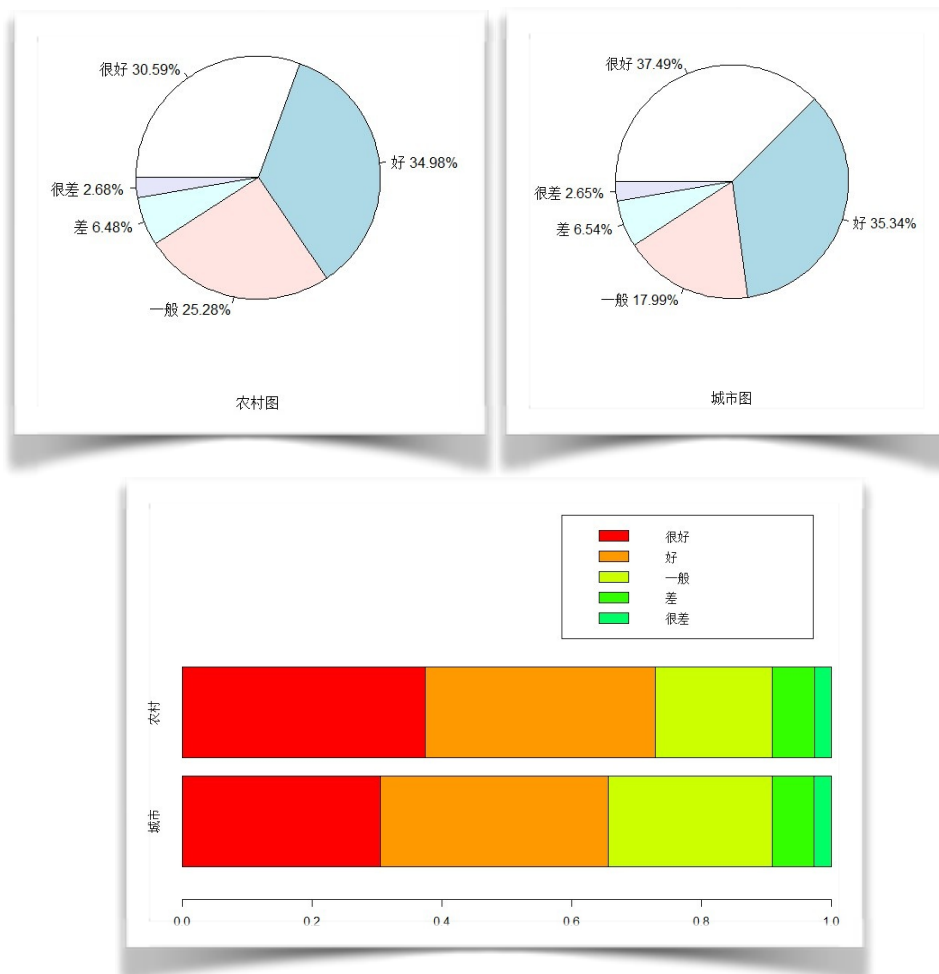 很好 30.59%
好 34.98%
很差 2.68%
差 6.48%
一般 25.28%
农村图
很好 37.49%
很差 2.65%
好 35.34%
差 6.54%
一般 17.99%
城市图
很好
好
一般
差
很差
农村
城市
0.0 0.2 0.4 0.6 0.8 1.0